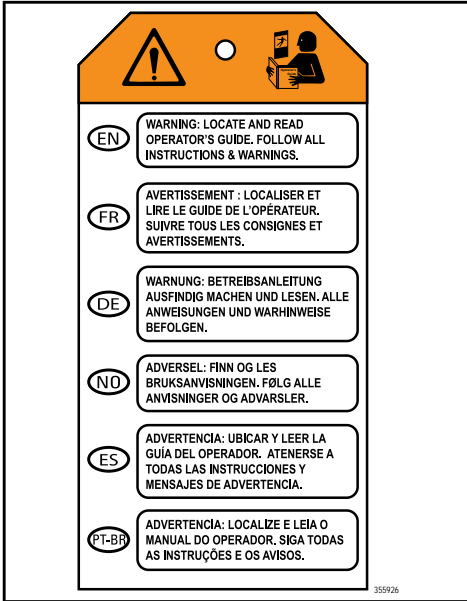 EN
WARNING: LOCATE AND READ
OPERATOR'S GUIDE. FOLLOW ALL
INSTRUCTIONS & WARNINGS.
FR
AVERTISSEMENT : LOCALISER ET
LIRE LE GUIDE DE L'OPÉRATEUR.
SUIVRE TOUS LES CONSIGNES ET
AVERTISSEMENTS.
DE
WARNUNG: BETREIBSANLEITUNG
AUSFINDIG MACHEN UND LESEN. ALLE
ANWEISUNGEN UND WARHINWEISE
BEFOLGEN.
NO
ADVERSEL: FINN OG LES
BRUKSANVISNINGEN. FØLG ALLE
ANVISNINGER OG ADVARSLER.
ES
ADVERTENCIA: UBICAR Y LEER LA
GUÍA DEL OPERADOR. ATENERSE A
TODAS LAS INSTRUCCIONES Y
MENSAJES DE ADVERTENCIA.
PT-BR
ADVERTENCIA: LOCALIZE E LEIA O
MANUAL DO OPERADOR. SIGA TODAS
AS INSTRUÇÕES E OS AVISOS.
355926